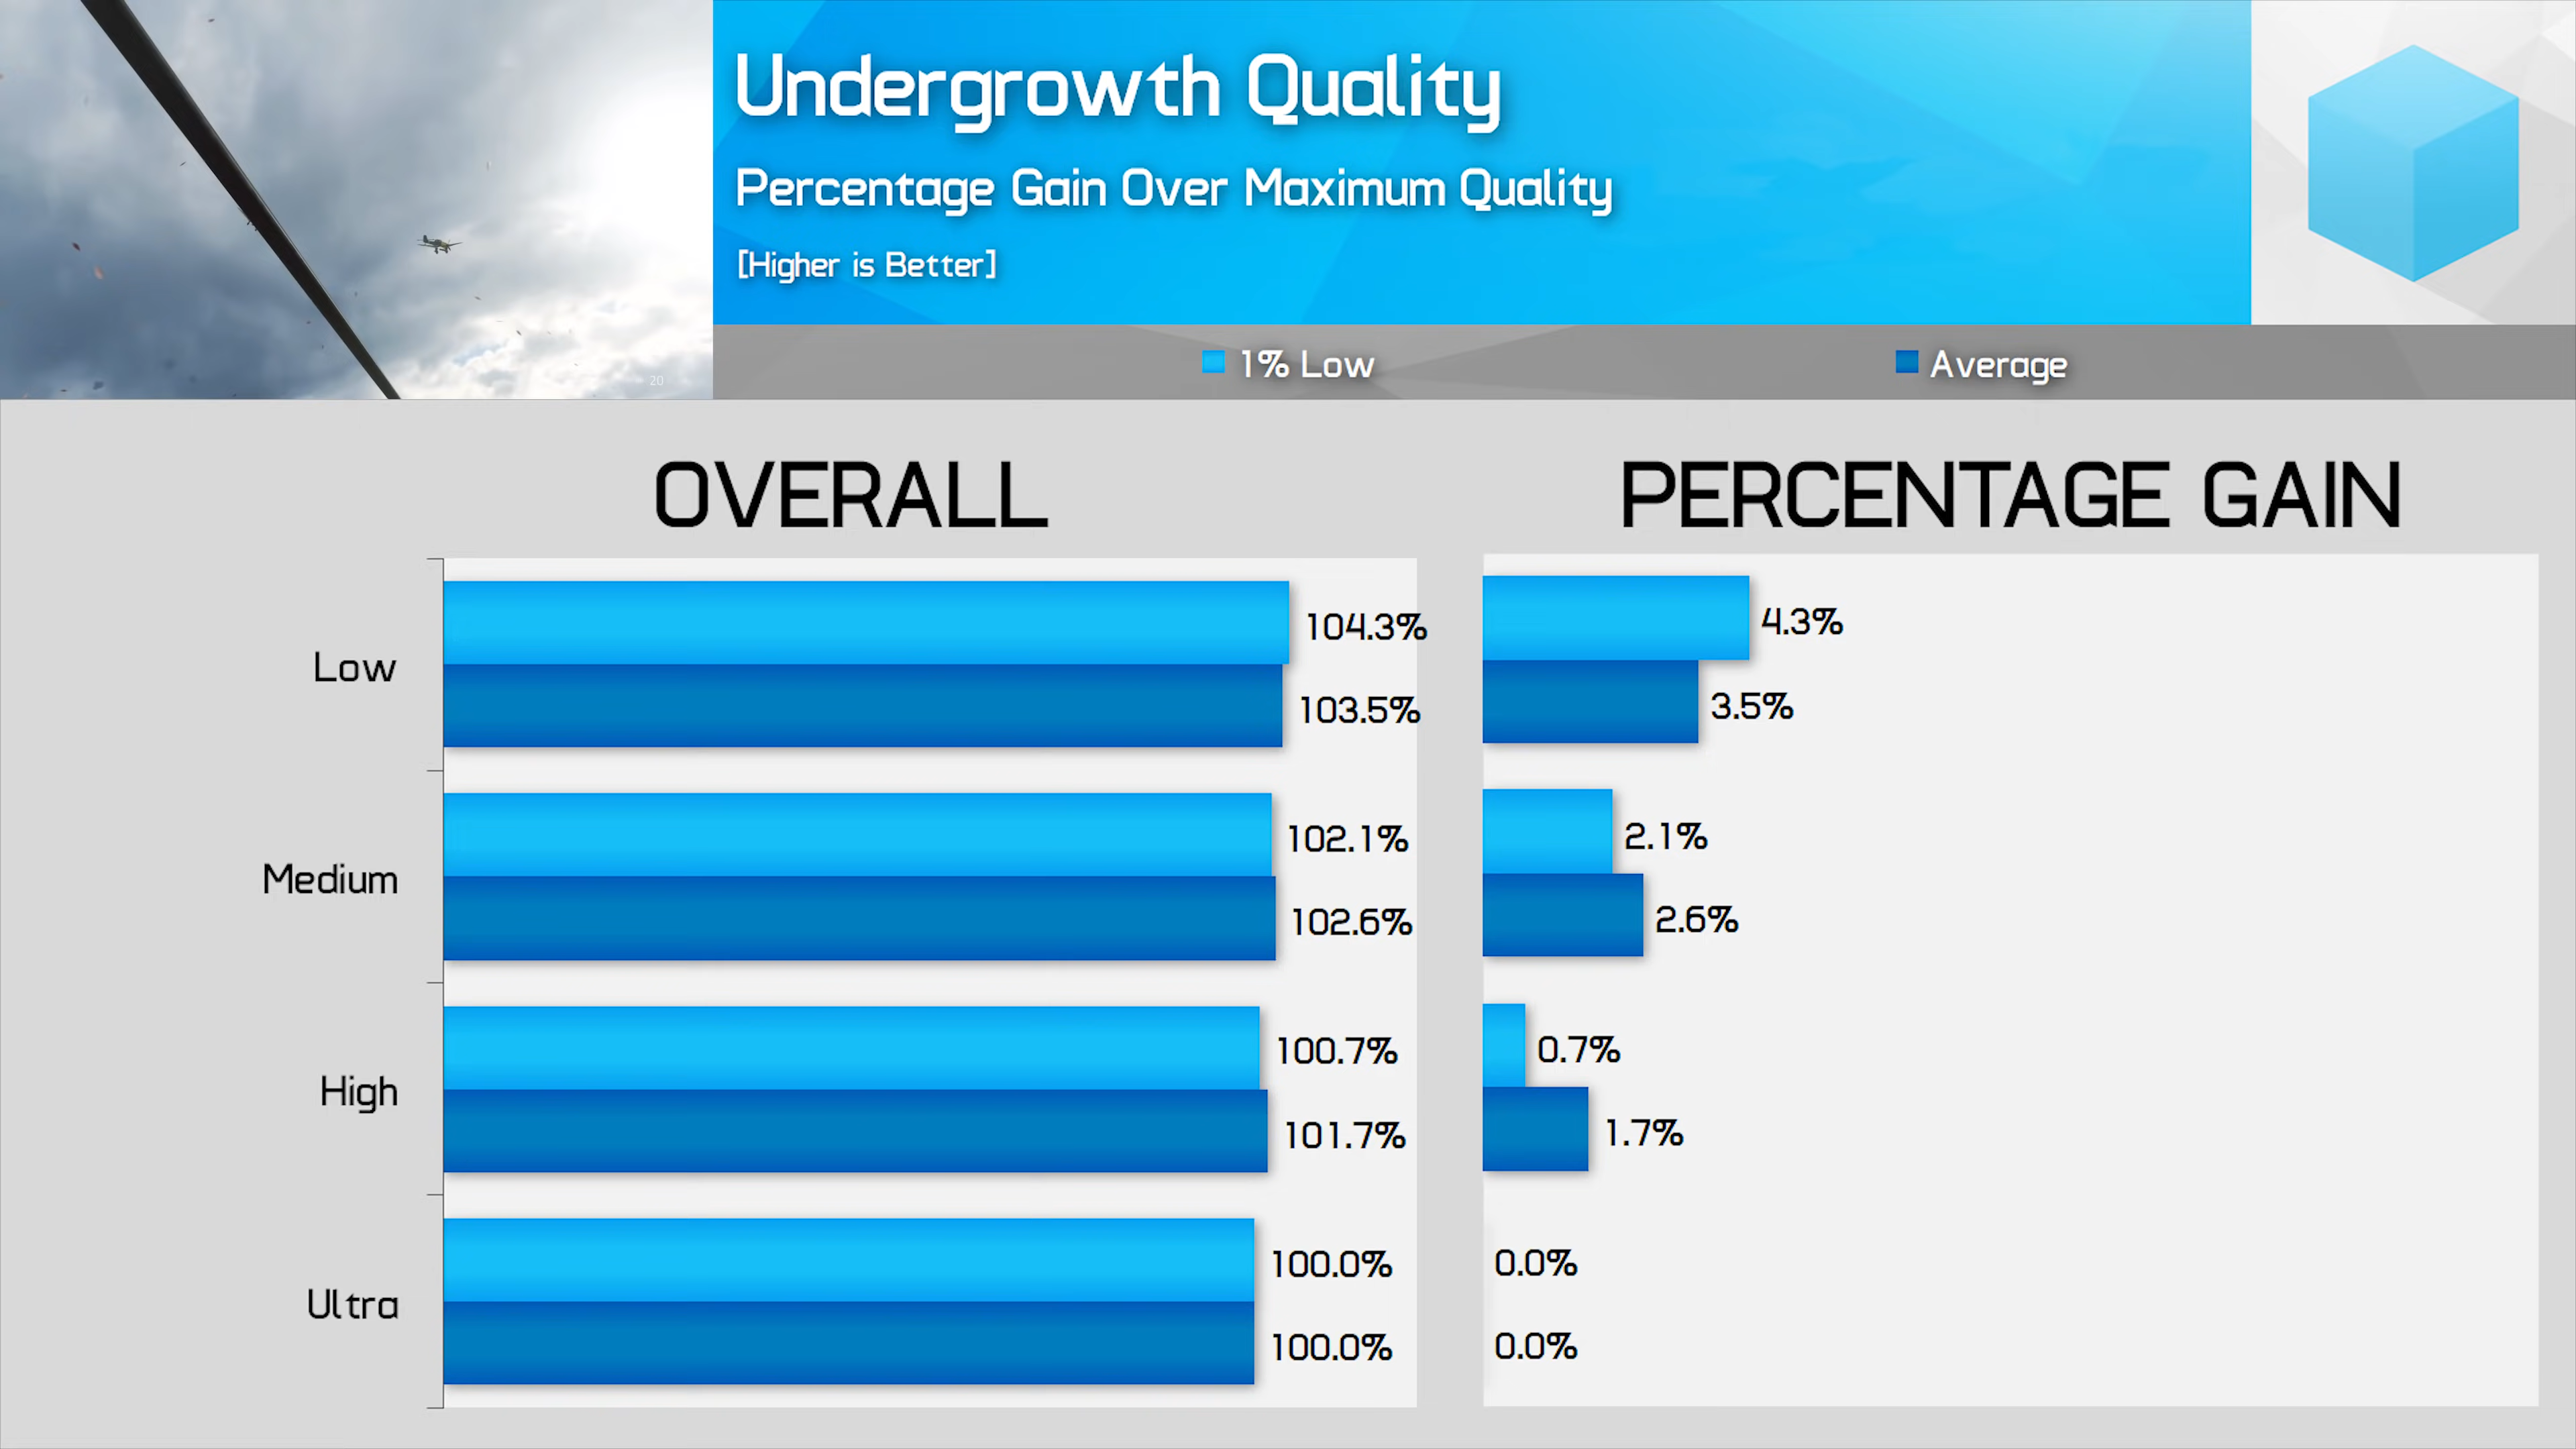 Undergrowth Quality
Percentage Gain Over Maximum Quality
[Higher is Better]
20
1% Low
Average
OVERALL
PERCENTAGE GAIN
Low
104.3%
103.5%
4.3%
3.5%
Medium
102.1%
102.6%
2.1%
2.6%
High
100.7%
101.7%
0.7%
1.7%
Ultra
100.0%
100.0%
0.0%
0.0%